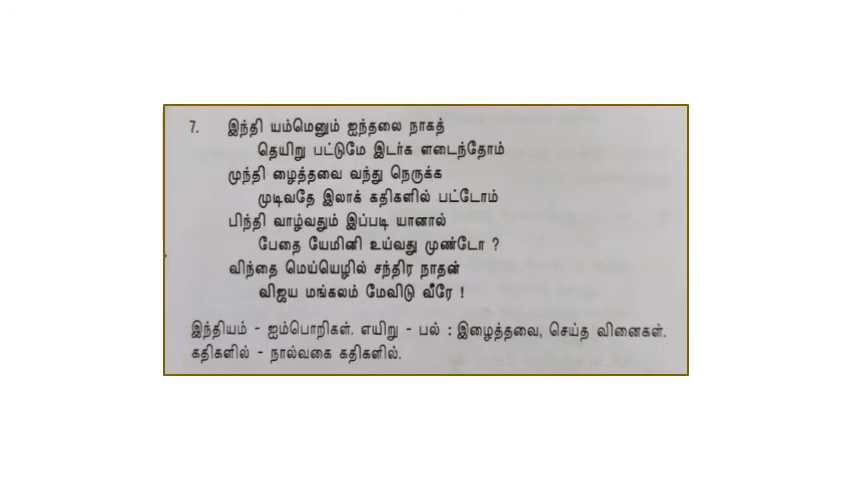 7. இந்தி யம்மெனும் ஐந்தலை நாகத்
தெயிறு பட்டுமே இடர்க ளடைந்தோம்
முந்தி ழைத்தவை வந்து நெருக்க
முடிவதே இலாக் கதிகளில் பட்டோம்
பிந்தி வாழ்வதும் இப்படி யானால்
பேதை யேமினி உய்வது முண்டோ ?
விந்தை மெய்யெழில் சந்திர நாதன்
விஜய மங்கலம் மேவிடு வீரே !
இந்தியம் - ஐம்பொறிகள். எயிறு - பல் : இழைத்தவை, செய்த வினைகள்.
கதிகளில் - நால்வகை கதிகளில்.